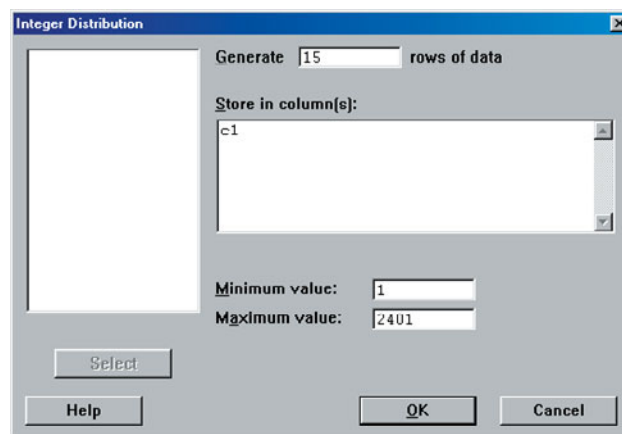 Integer Distribution
Generate 15 rows of data
Store in column(s):
c1
Minimum value: 1
Maximum value: 2401
Select
Help OK Cancel